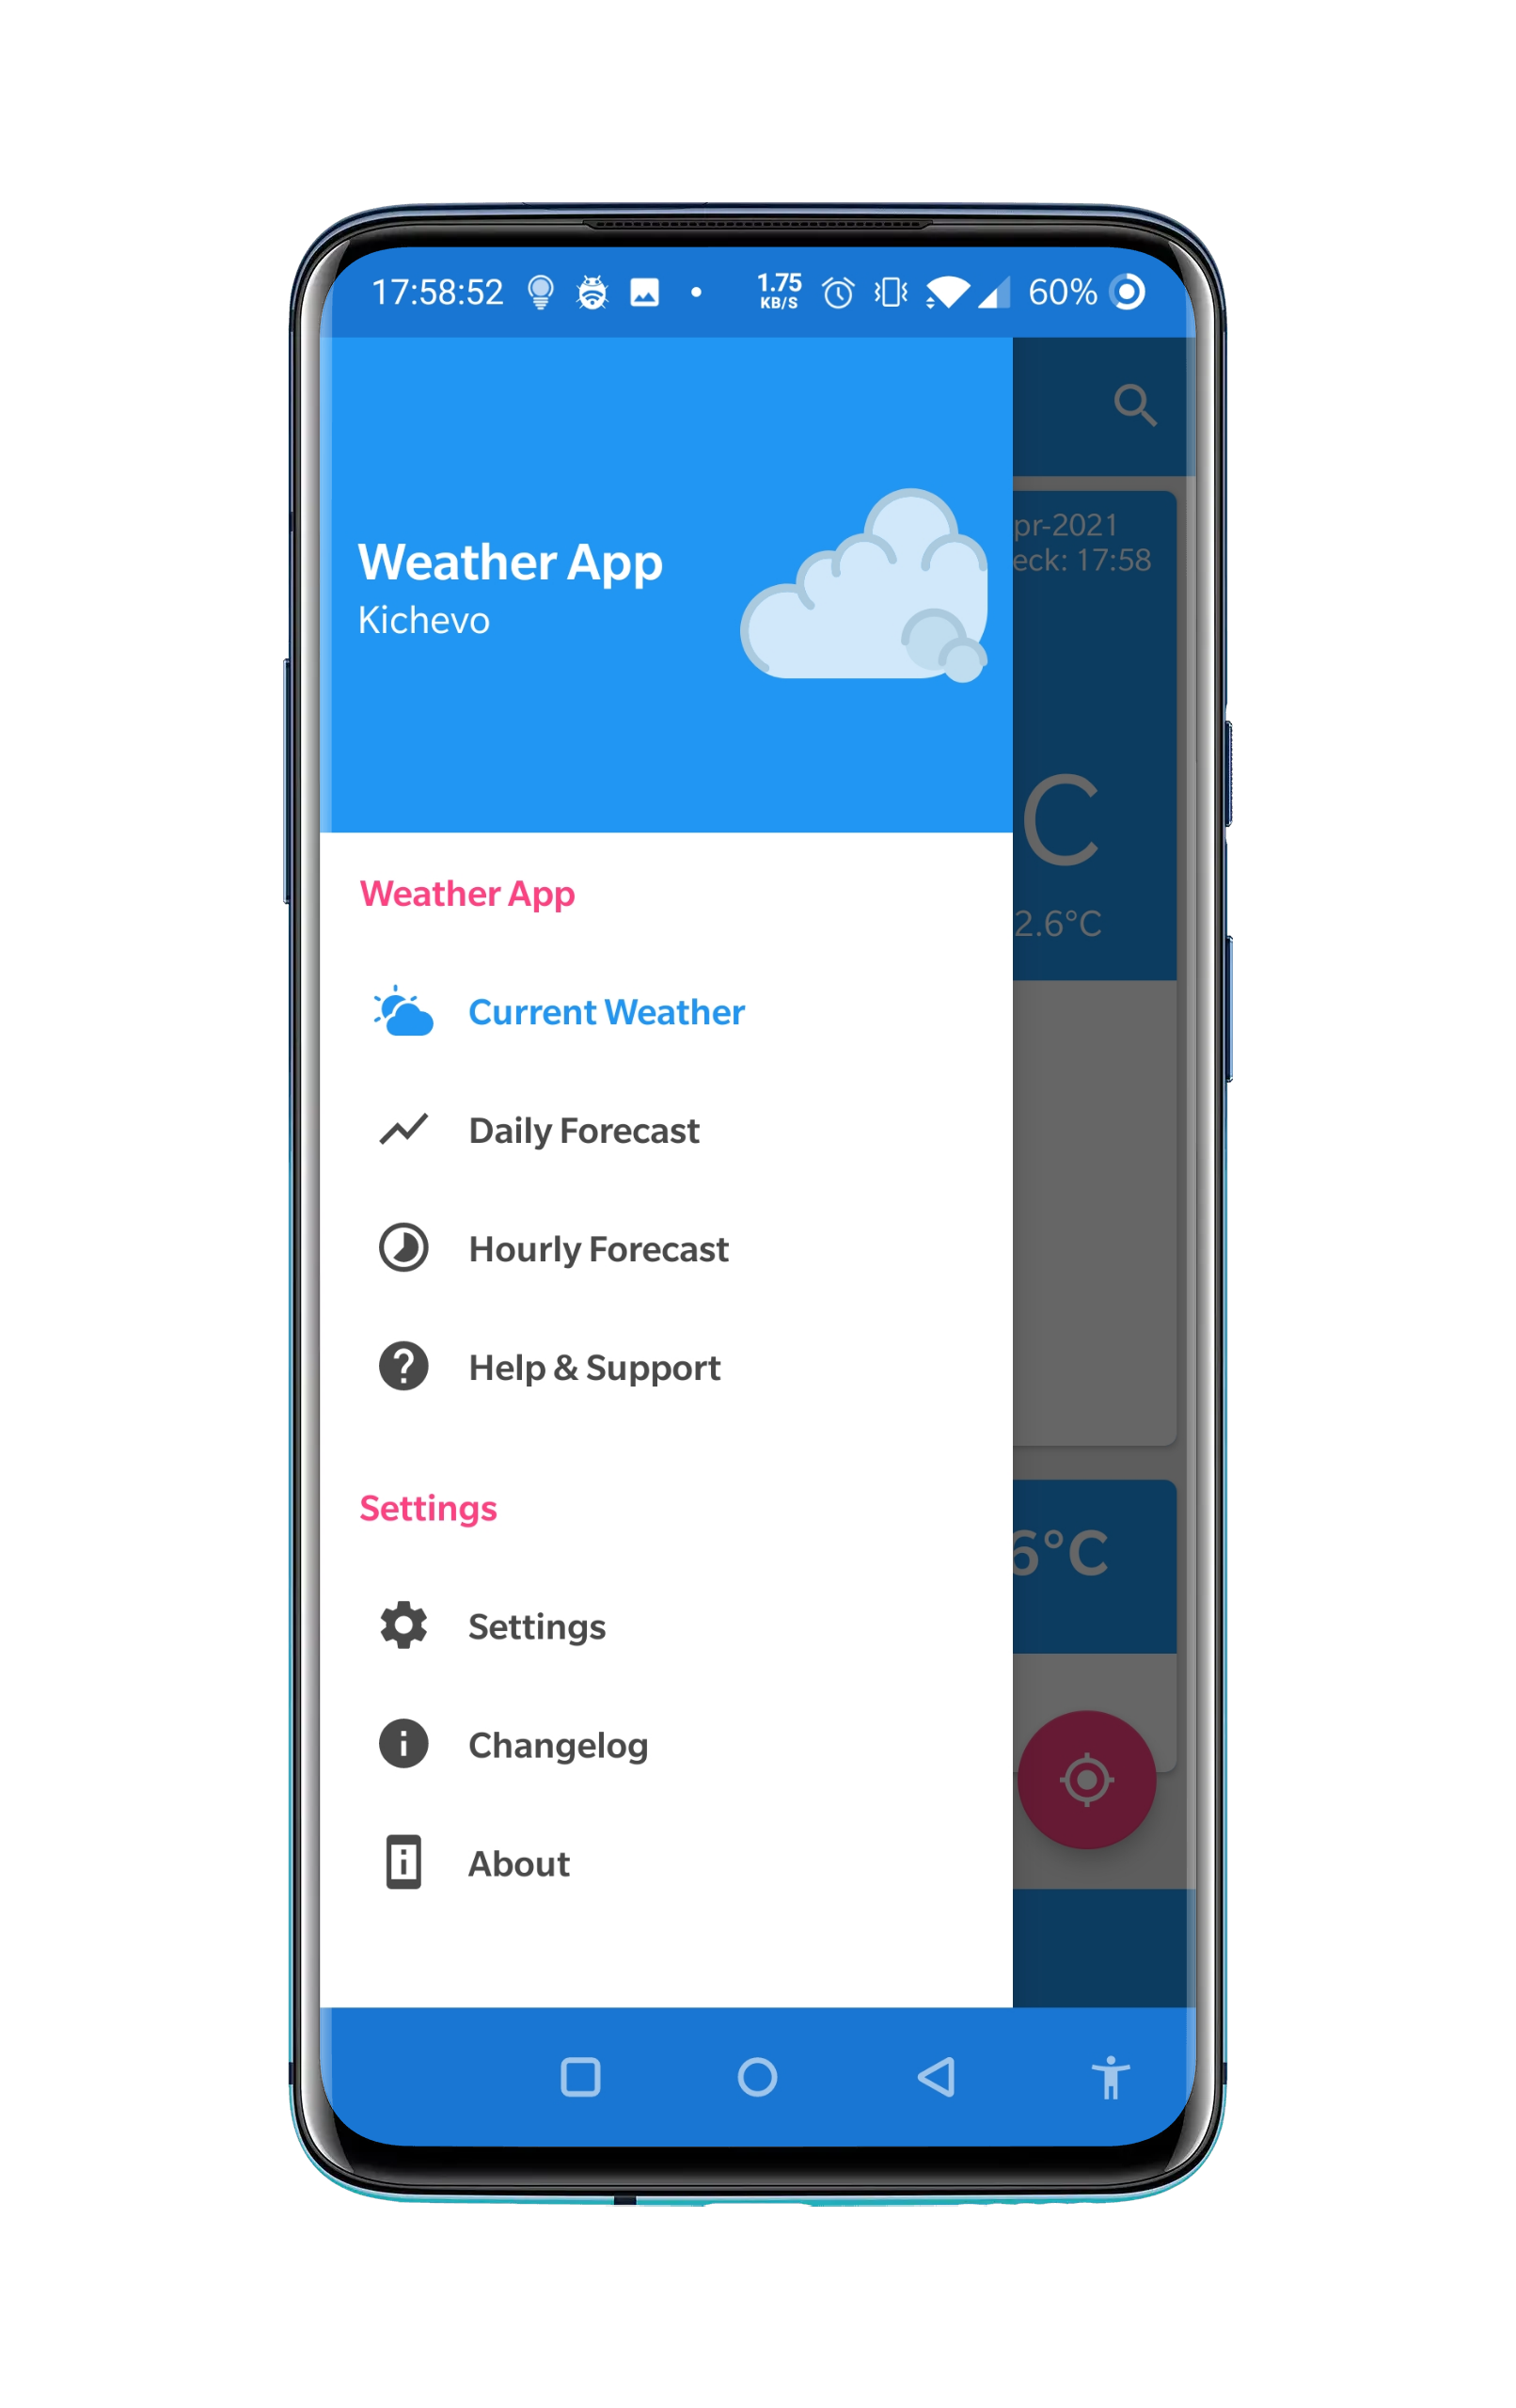 17:58:52
1.75
KB/S
60%
pr-2021
eck: 17:58
Weather App
Kichevo
C
2.6°C
Weather App
Current Weather
Daily Forecast
Hourly Forecast
Help & Support
6°C
Settings
Settings
Changelog
About